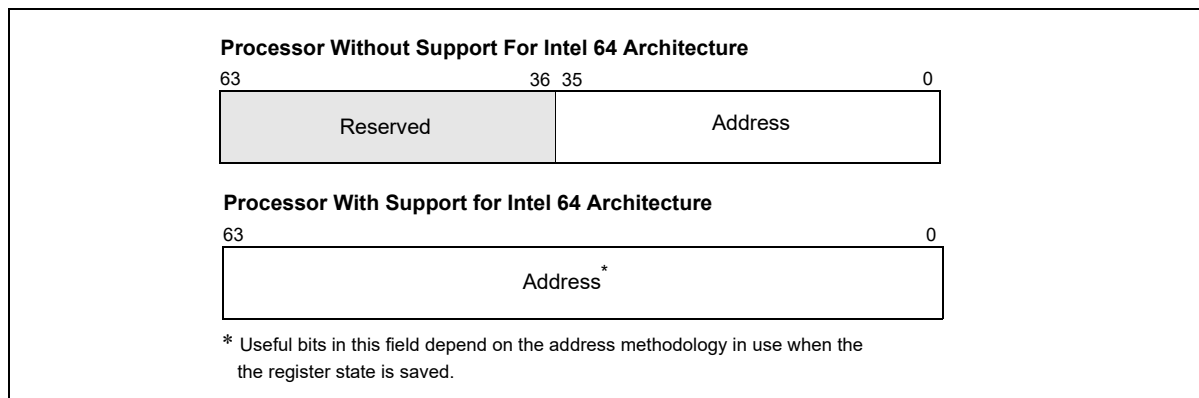 Processor Without Support For Intel 64 Architecture
63 36 35 0
Reserved Address
Processor With Support for Intel 64 Architecture
63 0
Address*
* Useful bits in this field depend on the address methodology in use when the
the register state is saved.